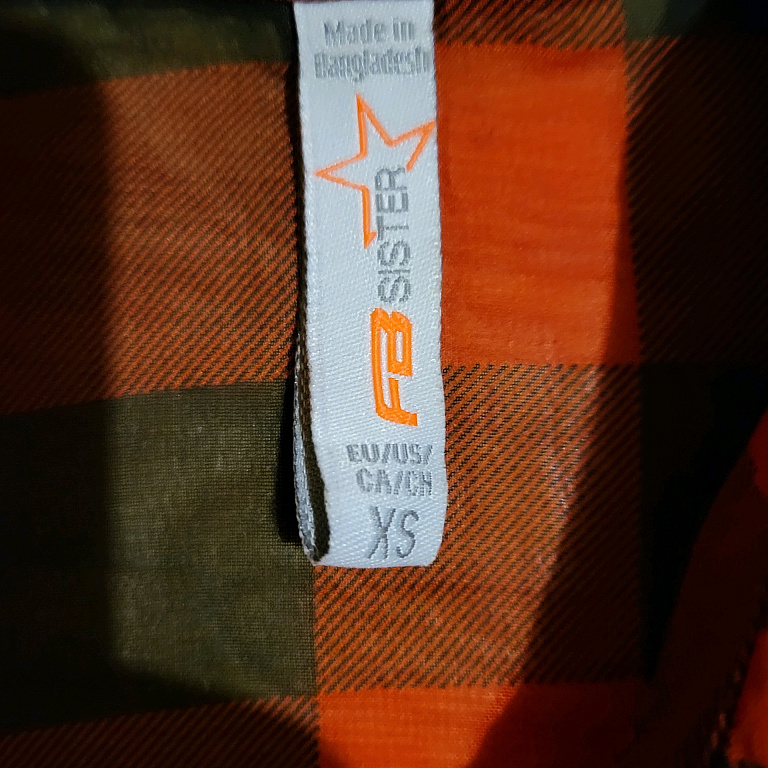 Made in
Bangladesh
FB SISTER
EU/US/
CA/CH
XS